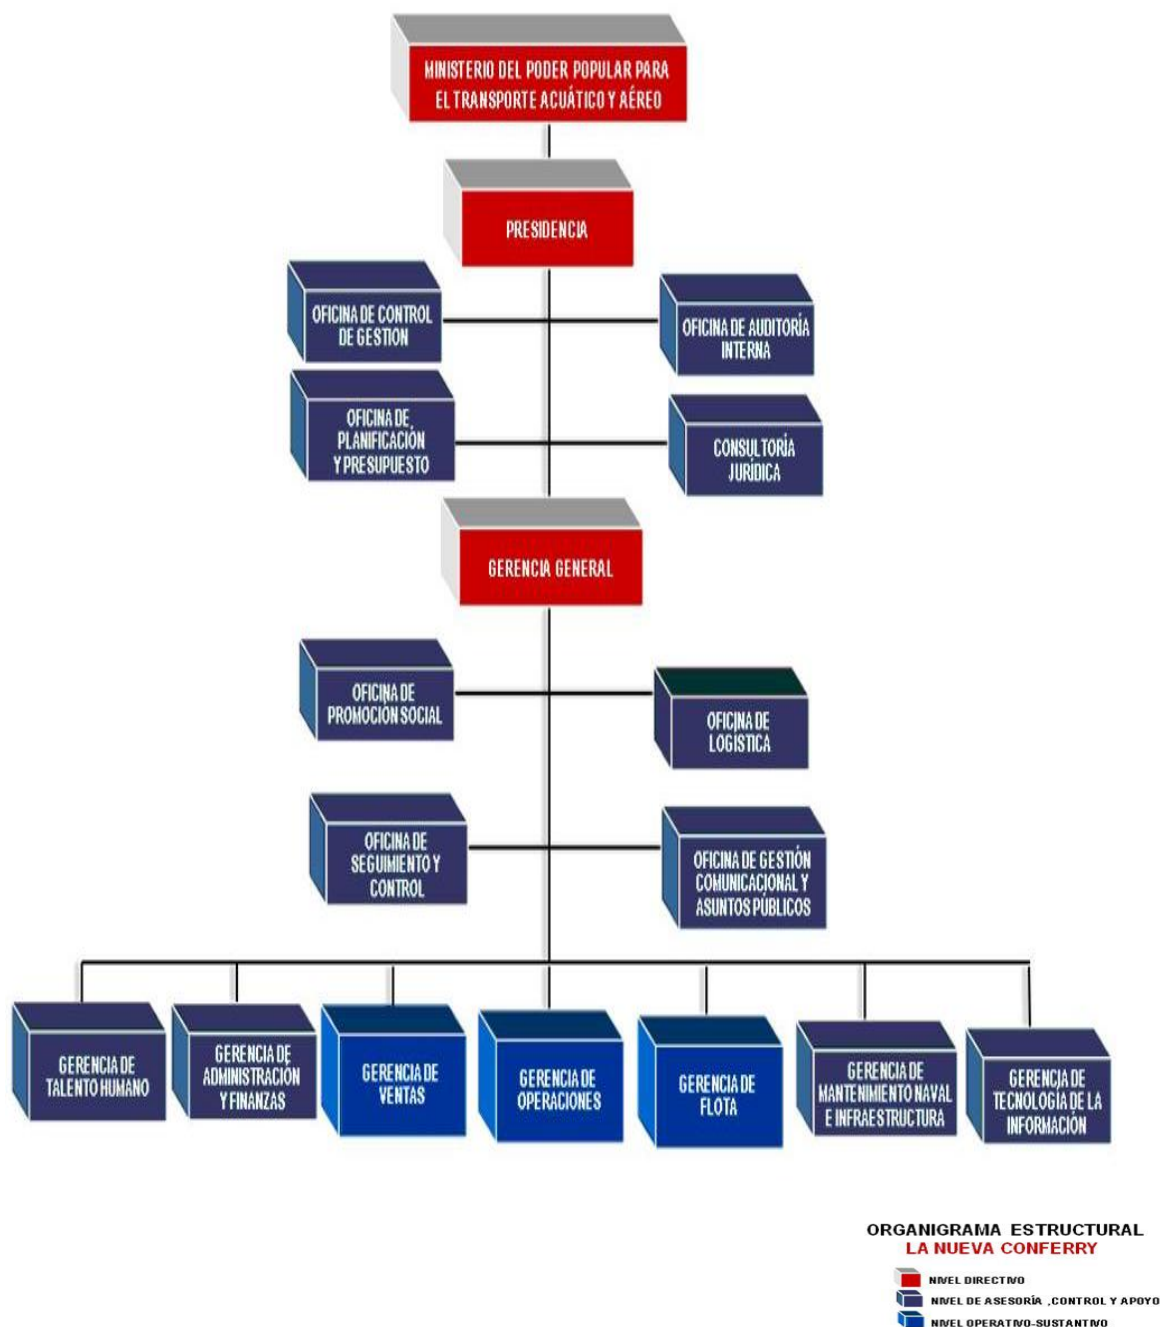 MINISTERIO DEL PODER POPULAR PARA
EL TRANSPORTE ACUÁTICO Y AÉREO
PRESIDENCIA
OFICINA DE CONTROL
DE GESTION
OFICINA DE AUDITORÍA
INTERNA
OFICINA DE
PLANIFICACIÓN
Y PRESUPUESTO
CONSULTORÍA
JURÍDICA
GERENCIA GENERAL
OFICINA DE
PROMOCIÓN SOCIAL
OFICINA DE
LOGÍSTICA
OFICINA DE
SEGUIMIENTO Y
CONTROL
OFICINA DE GESTIÓN
COMUNICACIONAL Y
ASUNTOS PÚBLICOS
GERENCIA DE
TALENTO HUMANO
GERENCIA DE
ADMINISTRACIÓN
Y FINANZAS
GERENCIA DE
VENTAS
GERENCIA DE
OPERACIONES
GERENCIA DE
FLOTA
GERENCIA DE
MANTENIMIENTO NAVAL
E INFRAESTRUCTURA
GERENCIA DE
TECNOLOGÍA DE LA
INFORMACIÓN
ORGANIGRAMA ESTRUCTURAL
LA NUEVA CONFERRY
NIVEL DIRECTIVO
NIVEL DE ASESORÍA ,CONTROL Y APOYO
NIVEL OPERATIVO-SUSTANTIVO